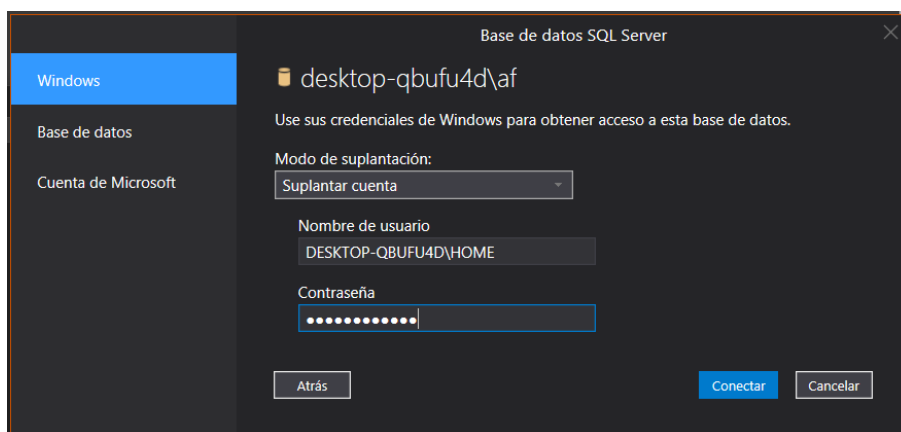 Base de datos SQL Server
Windows
Base de datos
Cuenta de Microsoft
desktop-qbufu4d\af
Use sus credenciales de Windows para obtener acceso a esta base de datos.
Modo de suplantación:
Suplantar cuenta
Nombre de usuario
DESKTOP-QBUFU4D\HOME
Contraseña
●●●●●●●●●●●●
Atrás
Conectar
Cancelar